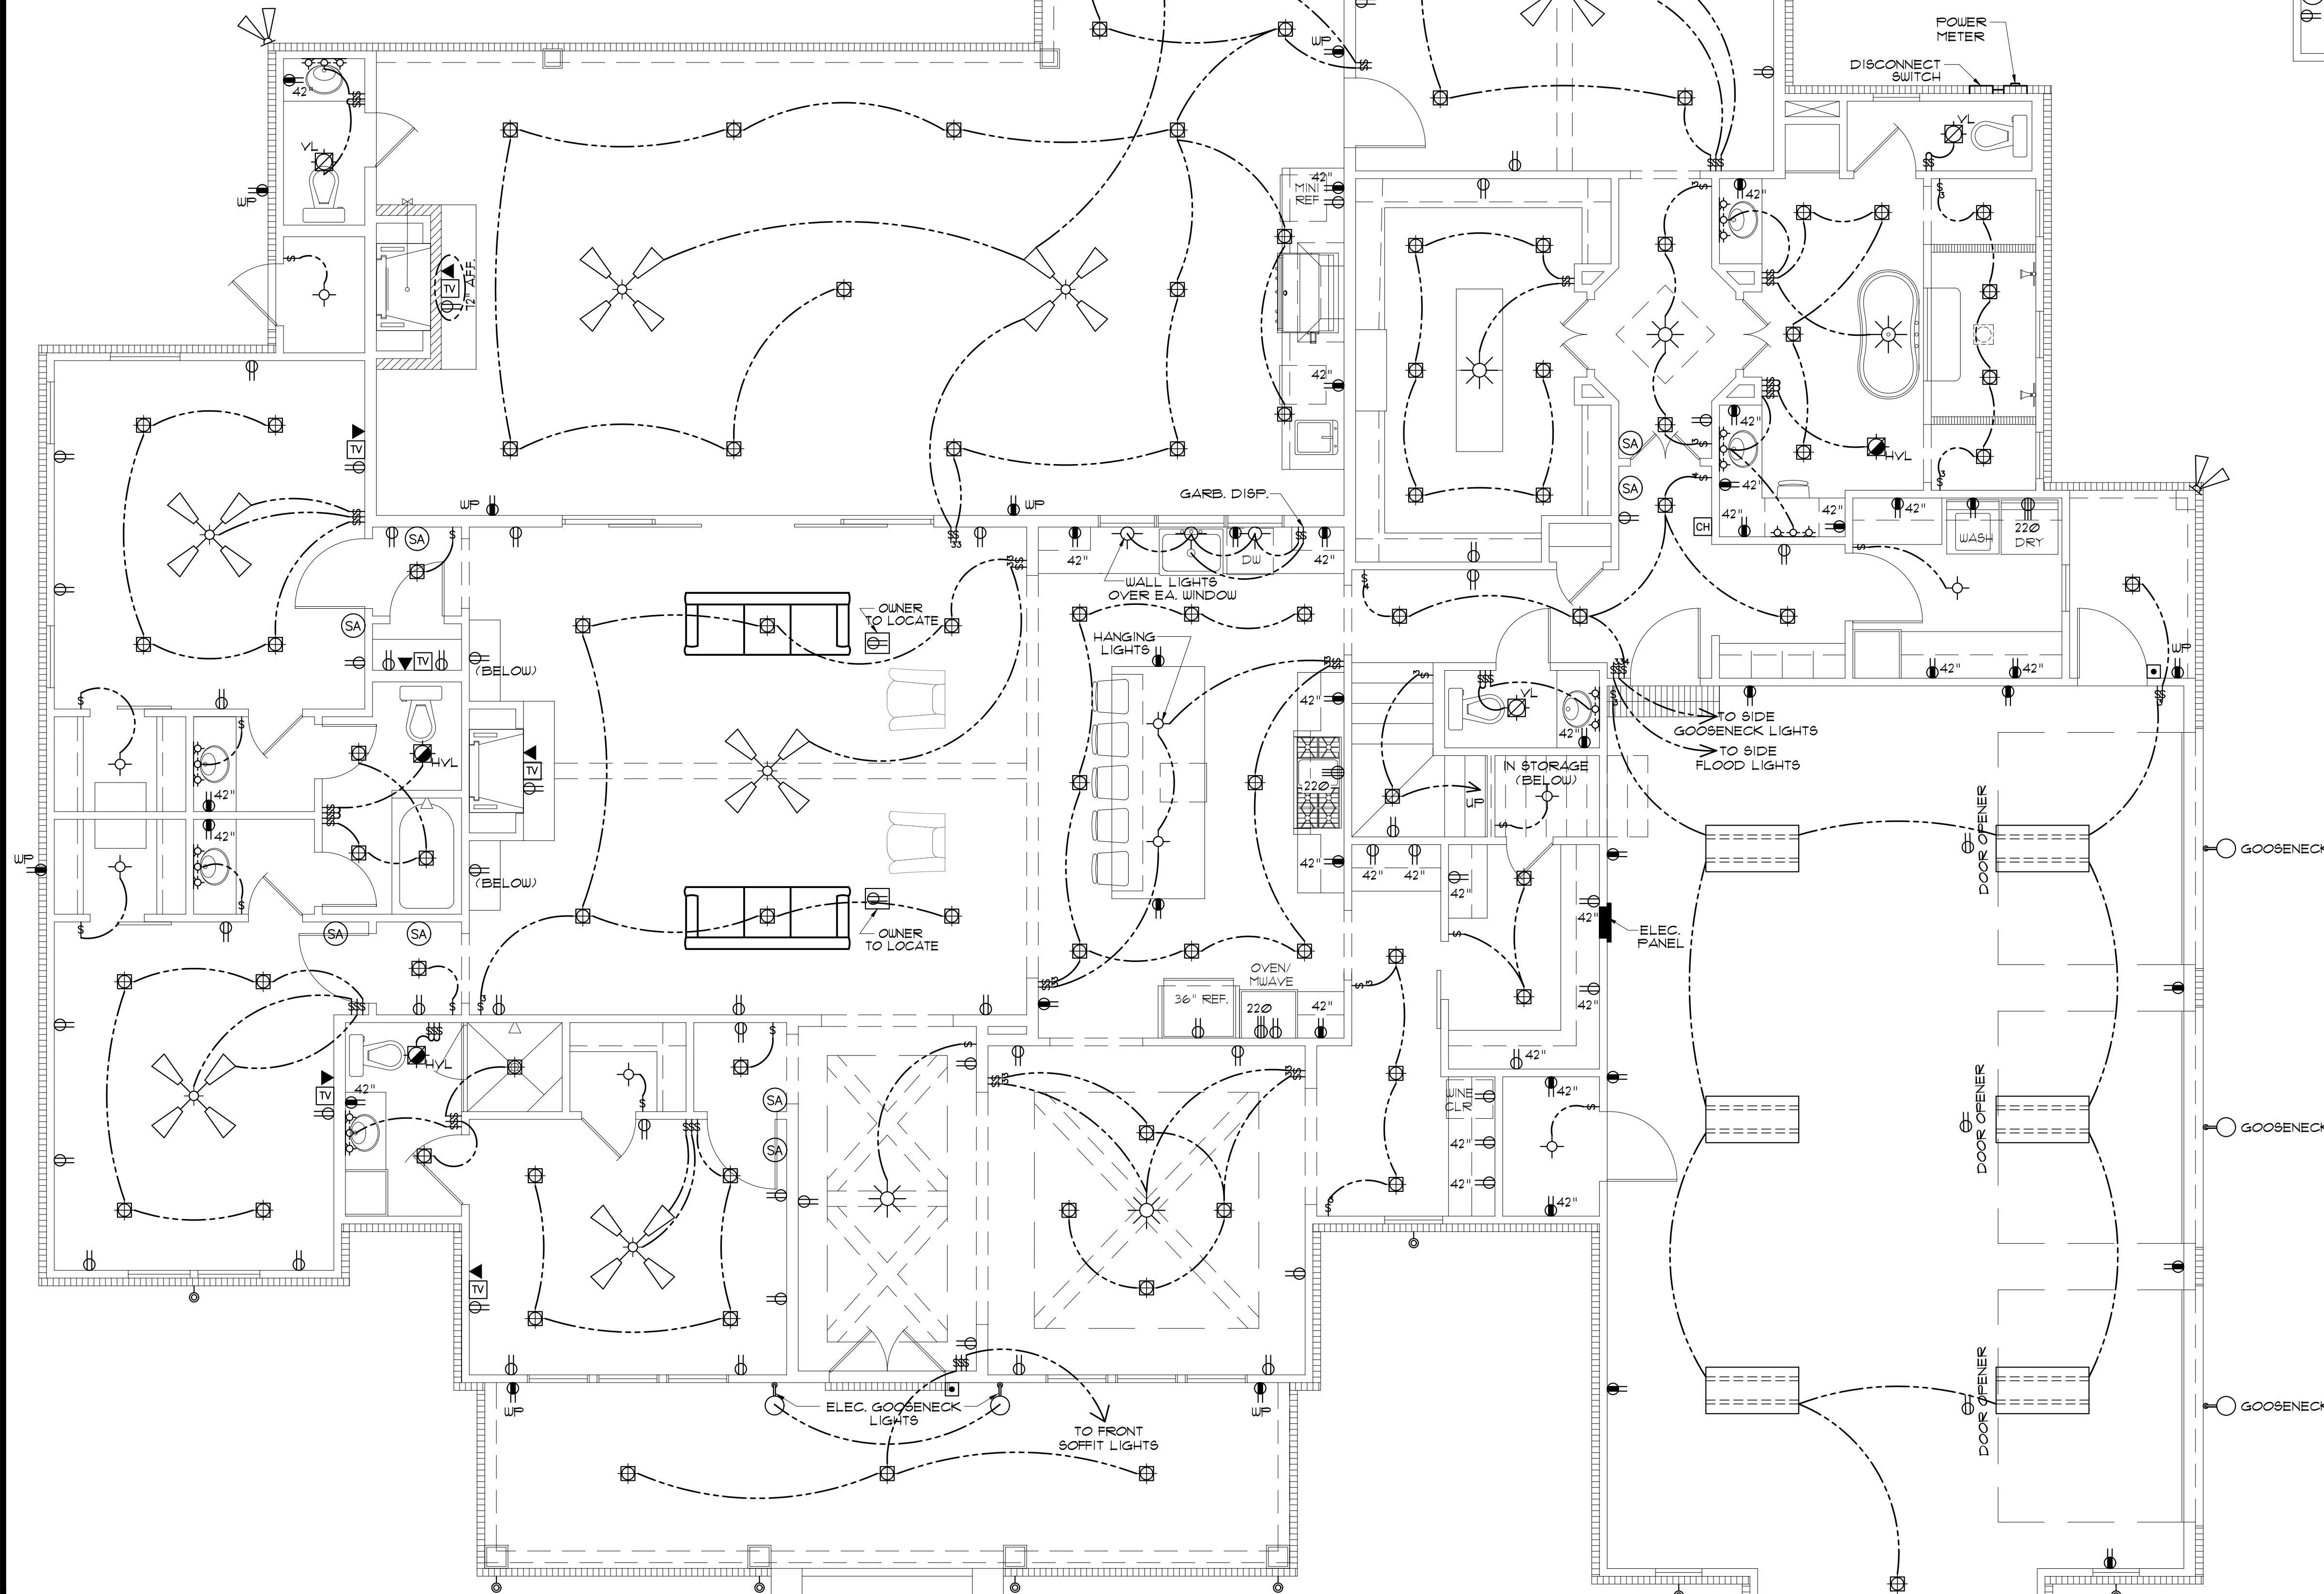 POWER
METER
DISCONNECT
SWITCH
WP
42"
VL
WP
TV
12" A.F.F.
42"
MINI
REF
42"
VL
42"
S
3
TV
WP
WP
GARB. DISP.
SA
SA
CH
42"
HVL
42"
42"
42"
42"
WASH
220
DRY
SA
42"
DW
42"
WALL LIGHTS
OVER EA. WINDOW
OWNER
TO LOCATE
HANGING
LIGHTS
SA
TV
(BELOW)
42"
42"
WP
42"
VL
42"
TO SIDE
GOOSENECK LIGHTS
TO SIDE
FLOOD LIGHTS
HVL
TV
220
IN STORAGE
(BELOW)
UP
42"
42"
DOOR OPENER
GOOSENECK
WP
(BELOW)
42"
42"
42"
42"
42"
SA
SA
OWNER
TO LOCATE
ELEC.
PANEL
OVEN/
MWAVE
36" REF.
220
42"
42"
HVL
42"
TV
SA
SA
42"
WINE
CLR
42"
42"
42"
42"
DOOR OPENER
GOOSENECK
TV
WP
ELEC. GOOSENECK
LIGHTS
WP
TO FRONT
SOFFIT LIGHTS
DOOR OPENER
GOOSENECK